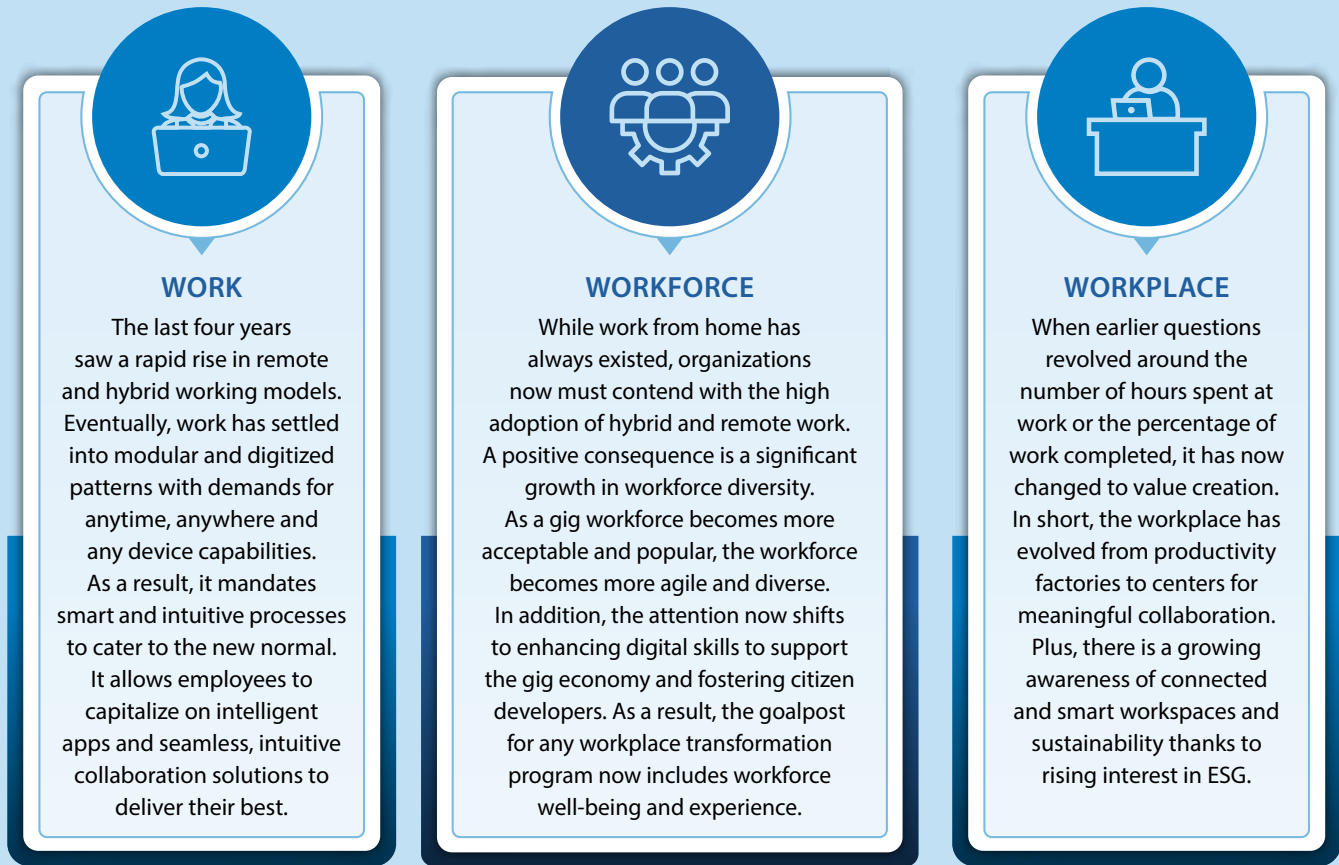 WORK
The last four years
saw a rapid rise in remote
and hybrid working models.
Eventually, work has settled
into modular and digitized
patterns with demands for
anytime, anywhere and
any device capabilities.
As a result, it mandates
smart and intuitive processes
to cater to the new normal.
It allows employees to
capitalize on intelligent
apps and seamless, intuitive
collaboration solutions to
deliver their best.
WORKFORCE
While work from home has
always existed, organizations
now must contend with the high
adoption of hybrid and remote work.
A positive consequence is a significant
growth in workforce diversity.
As a gig workforce becomes more
acceptable and popular, the workforce
becomes more agile and diverse.
In addition, the attention now shifts
to enhancing digital skills to support
the gig economy and fostering citizen
developers. As a result, the goalpost
for any workplace transformation
program now includes workforce
well-being and experience.
WORKPLACE
When earlier questions
revolved around the
number of hours spent at
work or the percentage of
work completed, it has now
changed to value creation.
In short, the workplace has
evolved from productivity
factories to centers for
meaningful collaboration.
Plus, there is a growing
awareness of connected
and smart workspaces and
sustainability thanks to
rising interest in ESG.